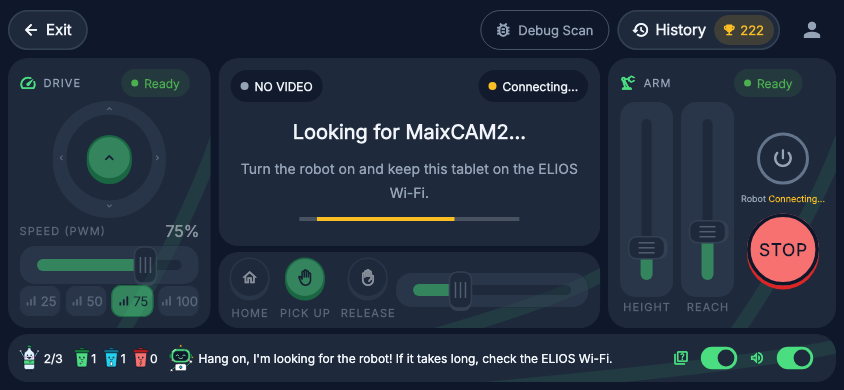 Exit
Debug Scan
History
222
DRIVE
Ready
SPEED (PWM)
75%
25
50
75
100
NO VIDEO
Connecting...
Looking for MaixCAM2...
Turn the robot on and keep this tablet on the ELIOS
Wi-Fi.
HOME
PICK UP
RELEASE
ARM
Ready
HEIGHT
REACH
Robot Connecting...
STOP
2/3
1
1
0
Hang on, I'm looking for the robot! If it takes long, check the ELIOS Wi-Fi.